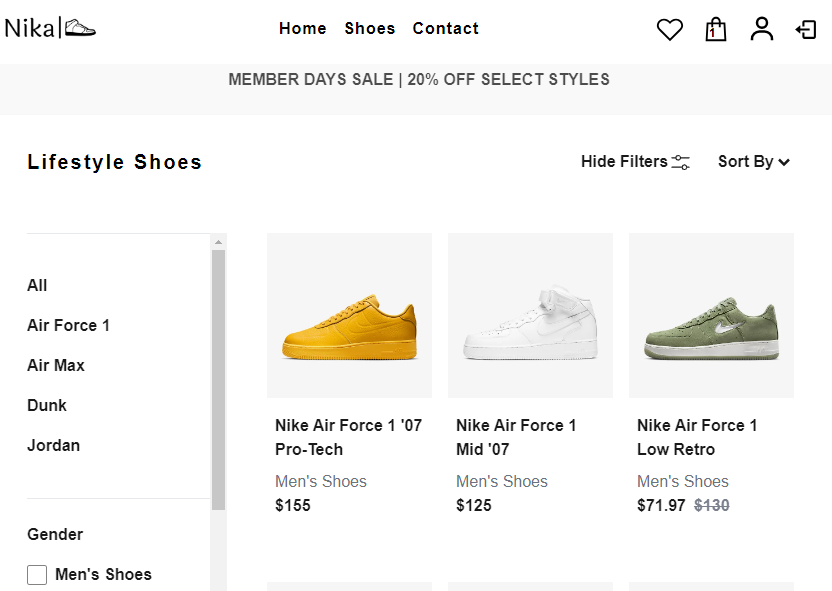 Nika|
Home Shoes Contact
1
MEMBER DAYS SALE | 20% OFF SELECT STYLES
Lifestyle Shoes
Hide Filters
Sort By
All
Air Force 1
Air Max
Dunk
Jordan
Gender
Men's Shoes
Nike Air Force 1 '07
Pro-Tech
Men's Shoes
$155
Nike Air Force 1
Mid '07
Men's Shoes
$125
Nike Air Force 1
Low Retro
Men's Shoes
$71.97 $130